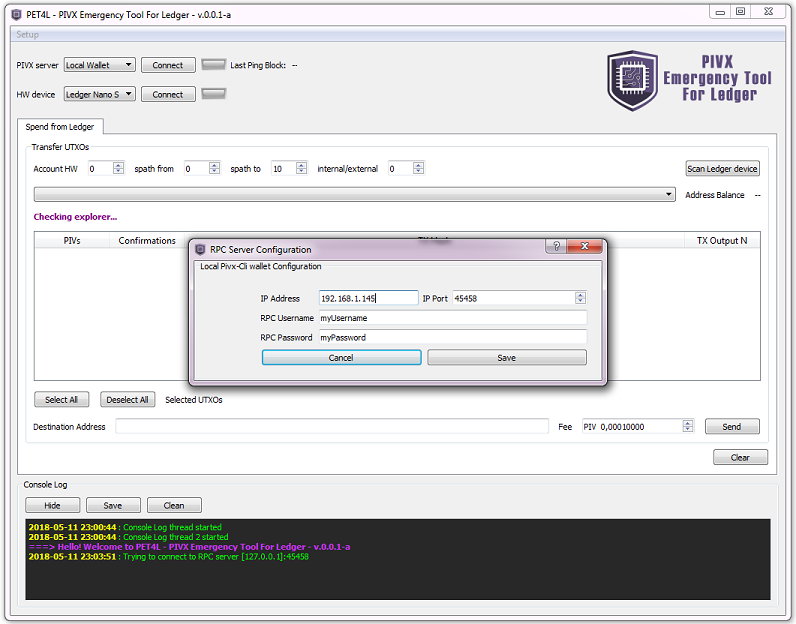 PET4L - PIVX Emergency Tool For Ledger - v.0.0.1-a
Setup
PIVX server Local Wallet Connect Last Ping Block: --
HW device Ledger Nano S Connect
PIVX
Emergency Tool
For Ledger
Spend from Ledger
Transfer UTXOs
Account HW 0 spath from 0 spath to 10 internal/external 0 Scan Ledger device
Address Balance --
Checking explorer...
PIVs Confirmations TX Output N
RPC Server Configuration ?
Local Pivx-Cli wallet Configuration
IP Address 192.168.1.145 IP Port 45458
RPC Username myUsername
RPC Password myPassword
Cancel Save
Select All Deselect All Selected UTXOs
Destination Address Fee PIV 0,00010000 Send
Clear
Console Log
Hide Save Clean
2018-05-11 23:00:44 : Console Log thread started
2018-05-11 23:00:44 : Console Log thread 2 started
===> Hello! Welcome to PET4L - PIVX Emergency Tool For Ledger - v.0.0.1-a
2018-05-11 23:03:51 : Trying to connect to RPC server [127.0.0.1]:45458